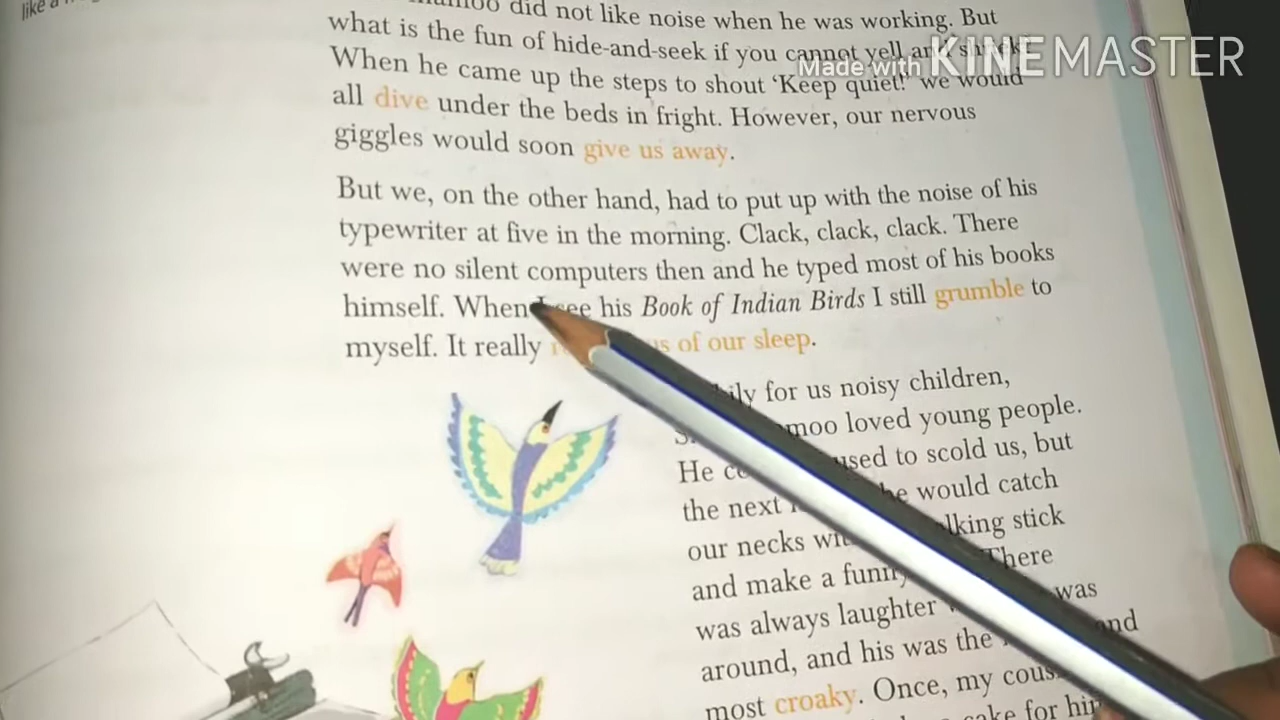 like a
did not like noise when he was working. But
what is the fun of hide-and-seek if you cannot yell and
Made with KINEMASTER
When he came up the steps to shout ‘Keep quiet!’ we would
all dive under the beds in fright. However, our nervous
giggles would soon give us away.
But we, on the other hand, had to put up with the noise of his
typewriter at five in the morning. Clack, clack, clack. There
were no silent computers then and he typed most of his books
himself. When I see his Book of Indian Birds I still grumble to
myself. It really us of our sleep.
for us noisy children,
loved young people.
He used to scold us, but
the next he would catch
our necks stick
and make a funny There
was always laughter was
around, and his was the and
most croaky. Once, my
cake for